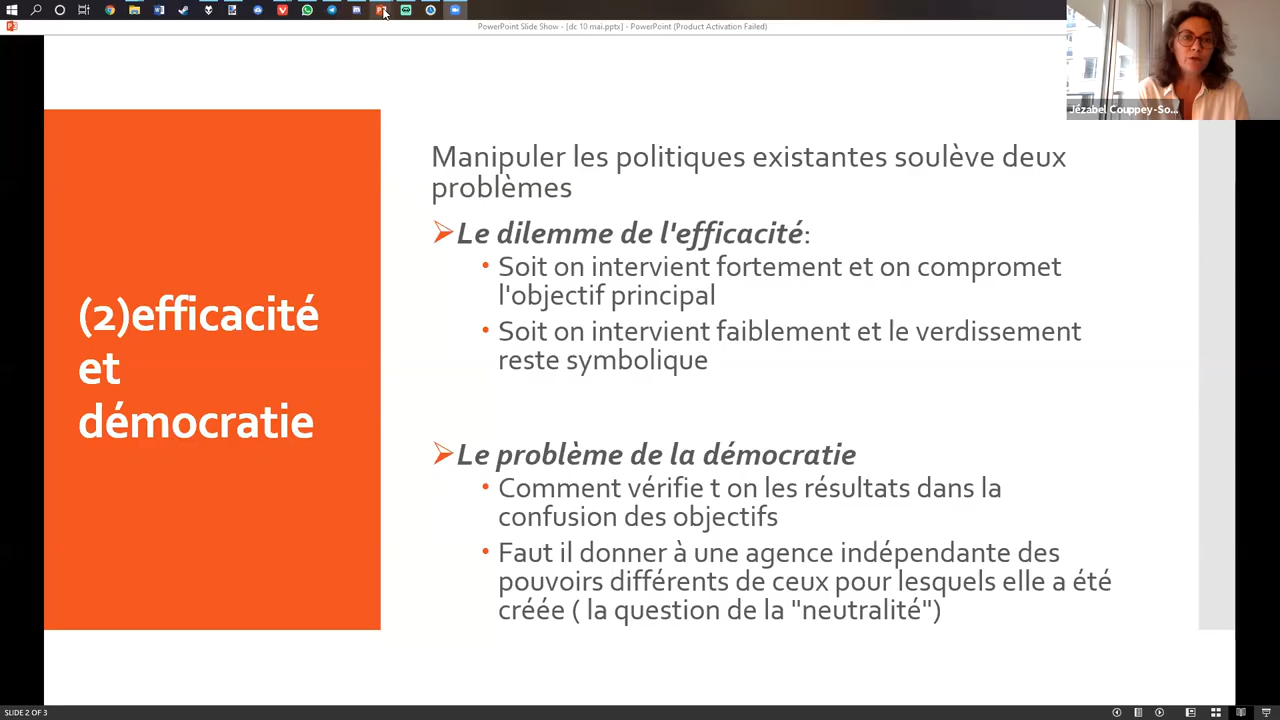 PowerPoint Slide Show - [dc 10 mai.pptx] - PowerPoint (Product Activation Failed)
Jézabel Couppey-So...
(2)efficacité
et
démocratie
Manipuler les politiques existantes soulève deux
problèmes
Le dilemme de l'efficacité:
Soit on intervient fortement et on compromet
l'objectif principal
Soit on intervient faiblement et le verdissement
reste symbolique
Le problème de la démocratie
Comment vérifie t on les résultats dans la
confusion des objectifs
Faut il donner à une agence indépendante des
pouvoirs différents de ceux pour lesquels elle a été
créée ( la question de la "neutralité")
SLIDE 2 OF 3